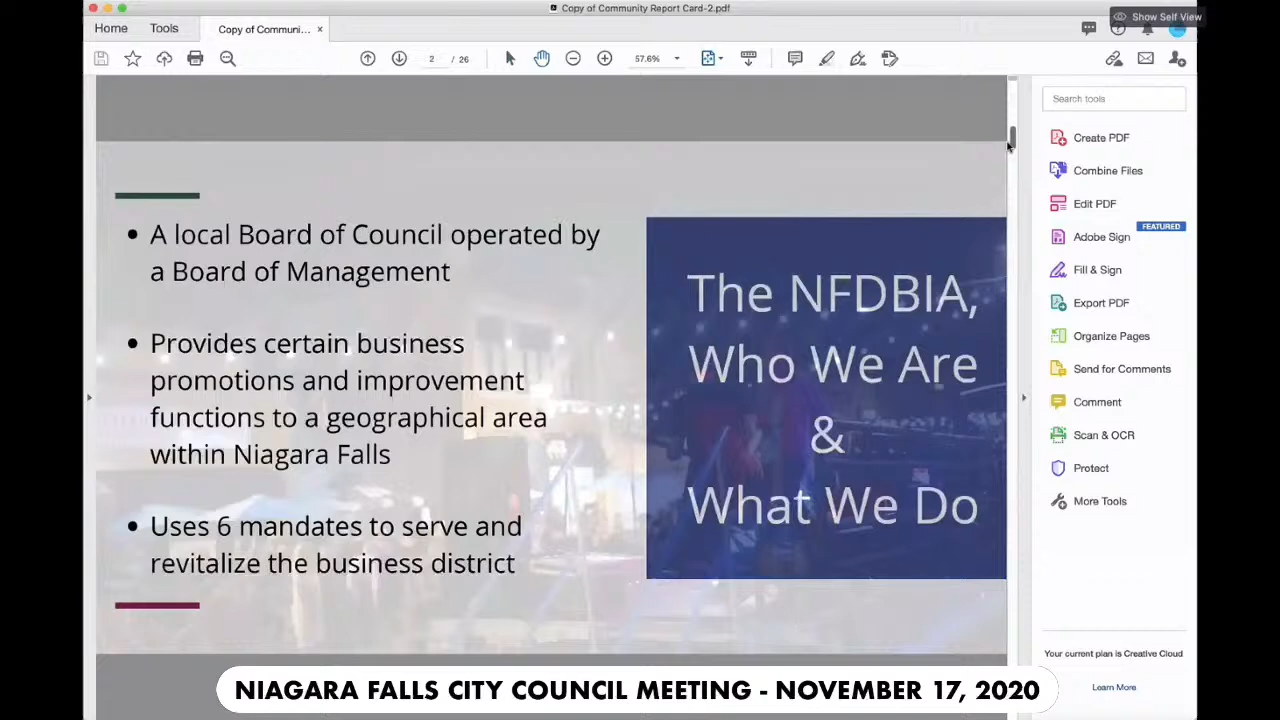 Copy of Community Report Card-2.pdf
Show Self View
Home
Tools
Copy of Communi...
2 / 26
57.6%
Search tools
Create PDF
Combine Files
Edit PDF
FEATURED
Adobe Sign
Fill & Sign
Export PDF
Organize Pages
Send for Comments
Comment
Scan & OCR
Protect
More Tools
Your current plan is Creative Cloud
Learn More
• A local Board of Council operated by
a Board of Management
• Provides certain business
promotions and improvement
functions to a geographical area
within Niagara Falls
• Uses 6 mandates to serve and
revitalize the business district
The NFDBIA,
Who We Are
&
What We Do
NIAGARA FALLS CITY COUNCIL MEETING - NOVEMBER 17, 2020